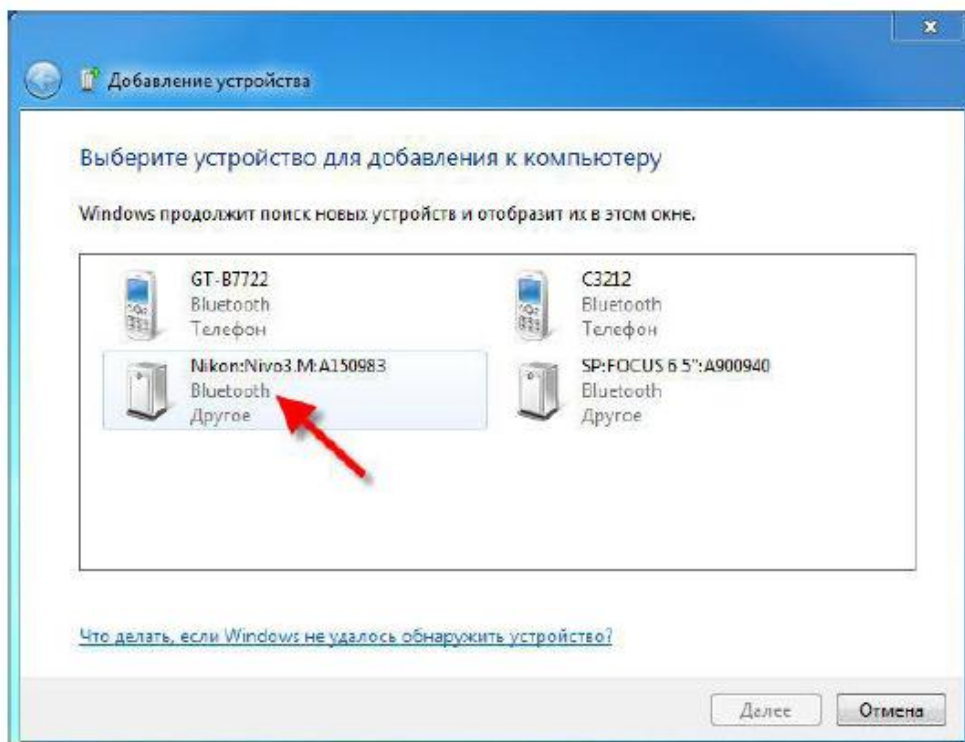 Добавление устройства
Выберите устройство для добавления к компьютеру
Windows продолжит поиск новых устройств и отобразит их в этом окне.
GT-B7722
Bluetooth
Телефон
C3212
Bluetooth
Телефон
Nikon:Nivo3.M:A150983
Bluetooth
Другое
SP:FOCUS 6 5":A900940
Bluetooth
Другое
Что делать, если Windows не удалось обнаружить устройство?
Далее
Отмена